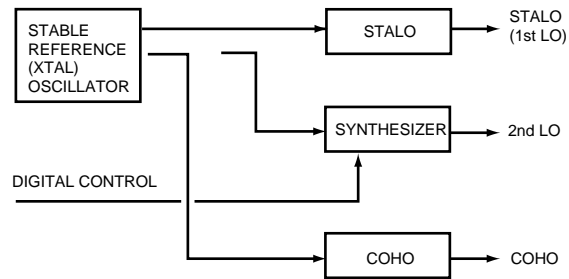 STABLE
REFERENCE
(XTAL)
OSCILLATOR
STALO
STALO
(1st LO)
SYNTHESIZER
2nd LO
DIGITAL CONTROL
COHO
COHO